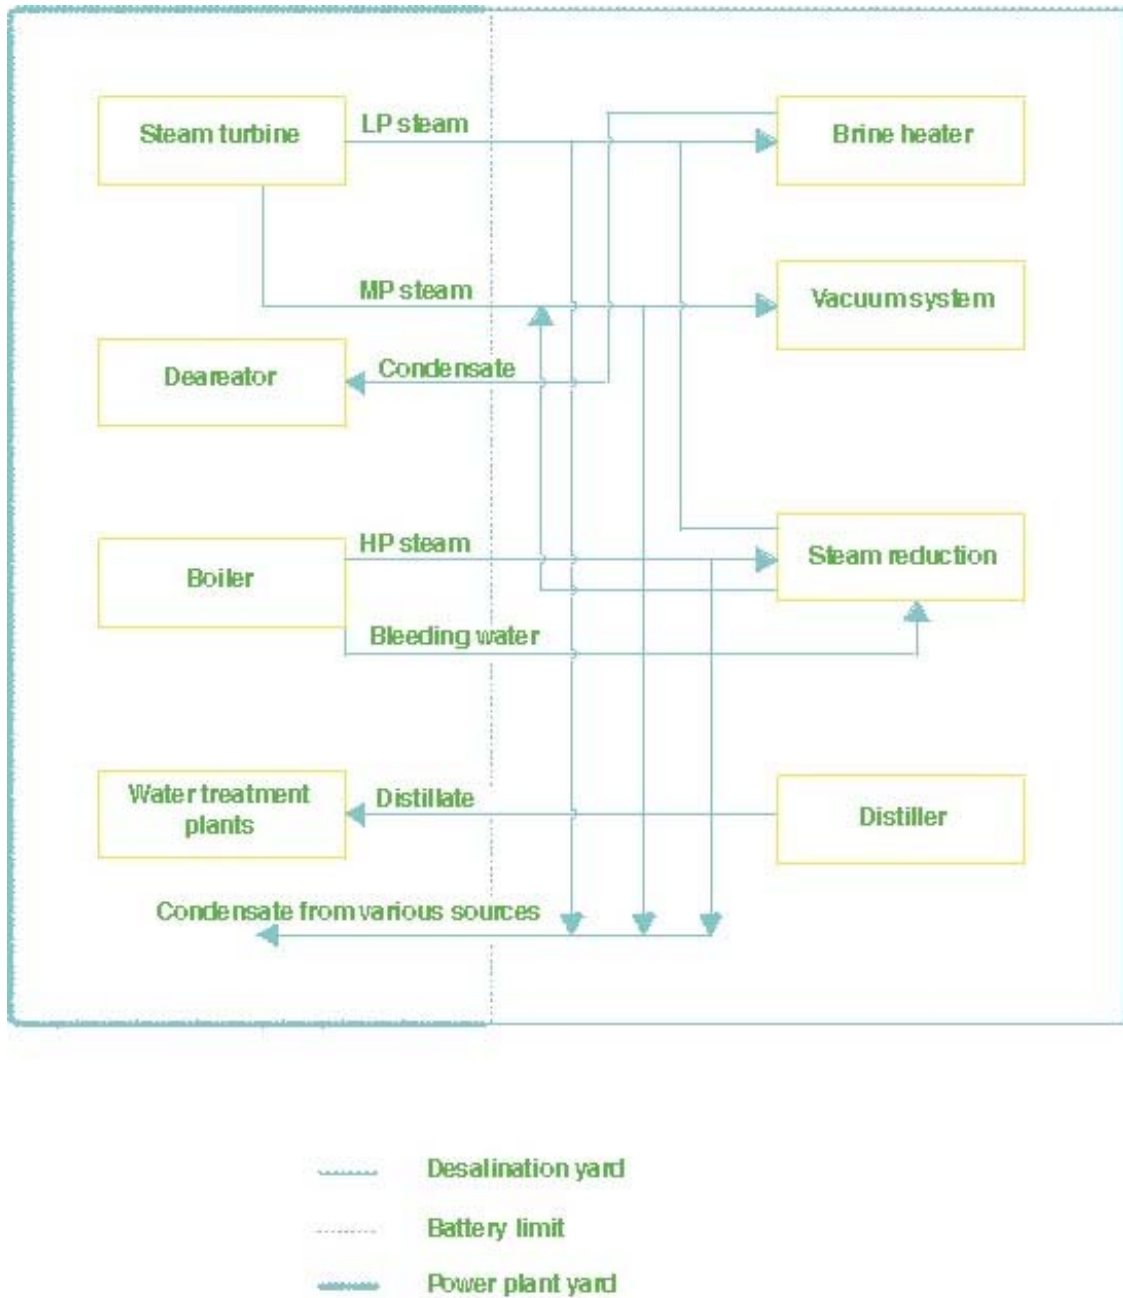 LP steam
Steam turbine
Brine heater
MP steam
Vacuum system
Condensate
Deareator
HP steam
Steam reduction
Boiler
Bleeding water
Water treatment
plants
Distillate
Distiller
Condensate from various sources
Desalination yard
Battery limit
Power plant yard